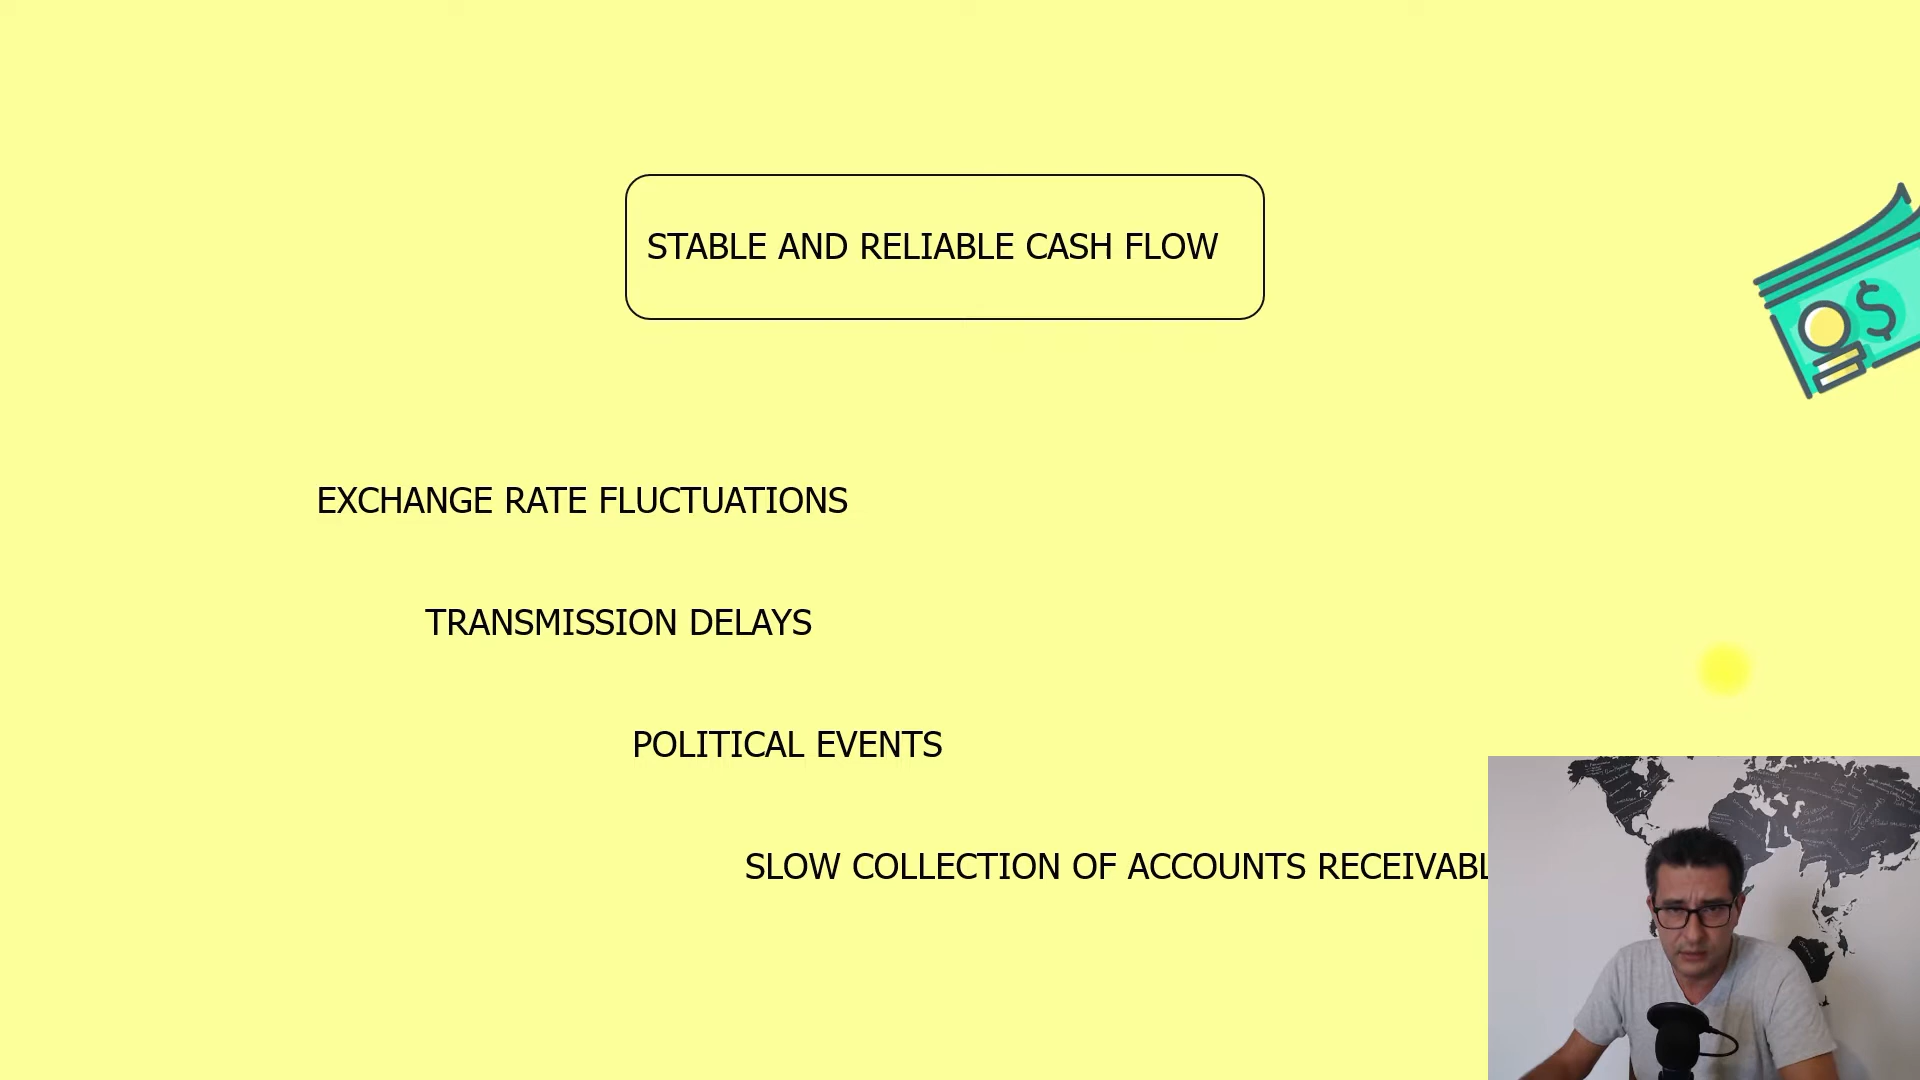 STABLE AND RELIABLE CASH FLOW
$
EXCHANGE RATE FLUCTUATIONS
TRANSMISSION DELAYS
POLITICAL EVENTS
SLOW COLLECTION OF ACCOUNTS RECEIVABL